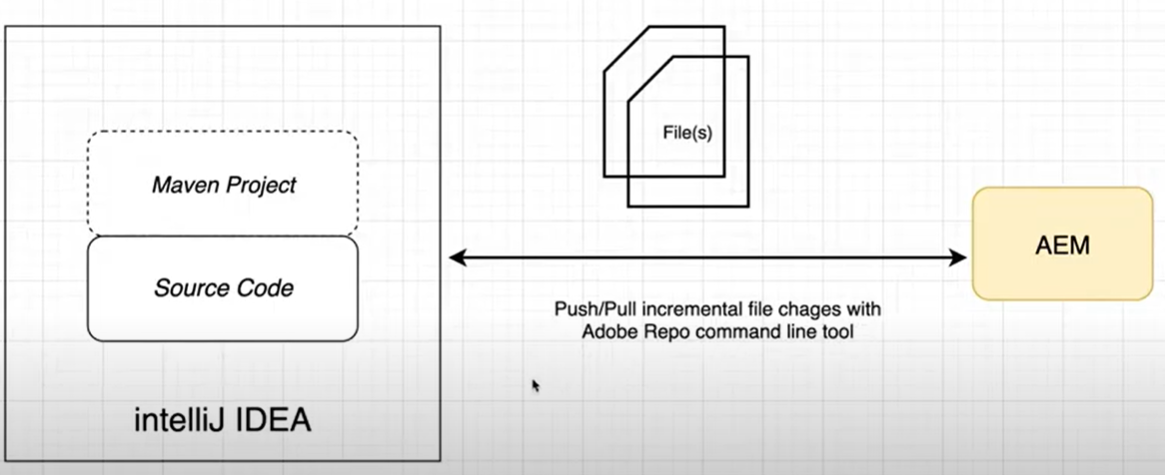 File(s)
Maven Project
AEM
Source Code
Push/Pull incremental file chages with
Adobe Repo command line tool
intelliJ IDEA